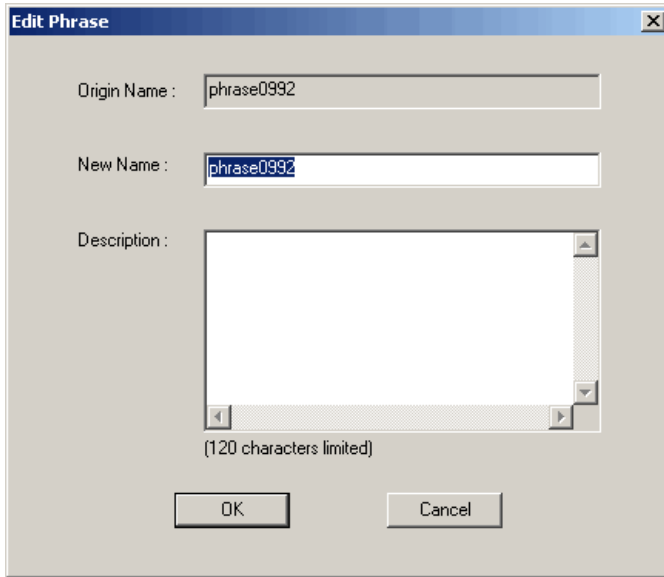 Edit Phrase
Origin Name : phrase0992
New Name : phrase0992
Description :
(120 characters limited)
OK Cancel